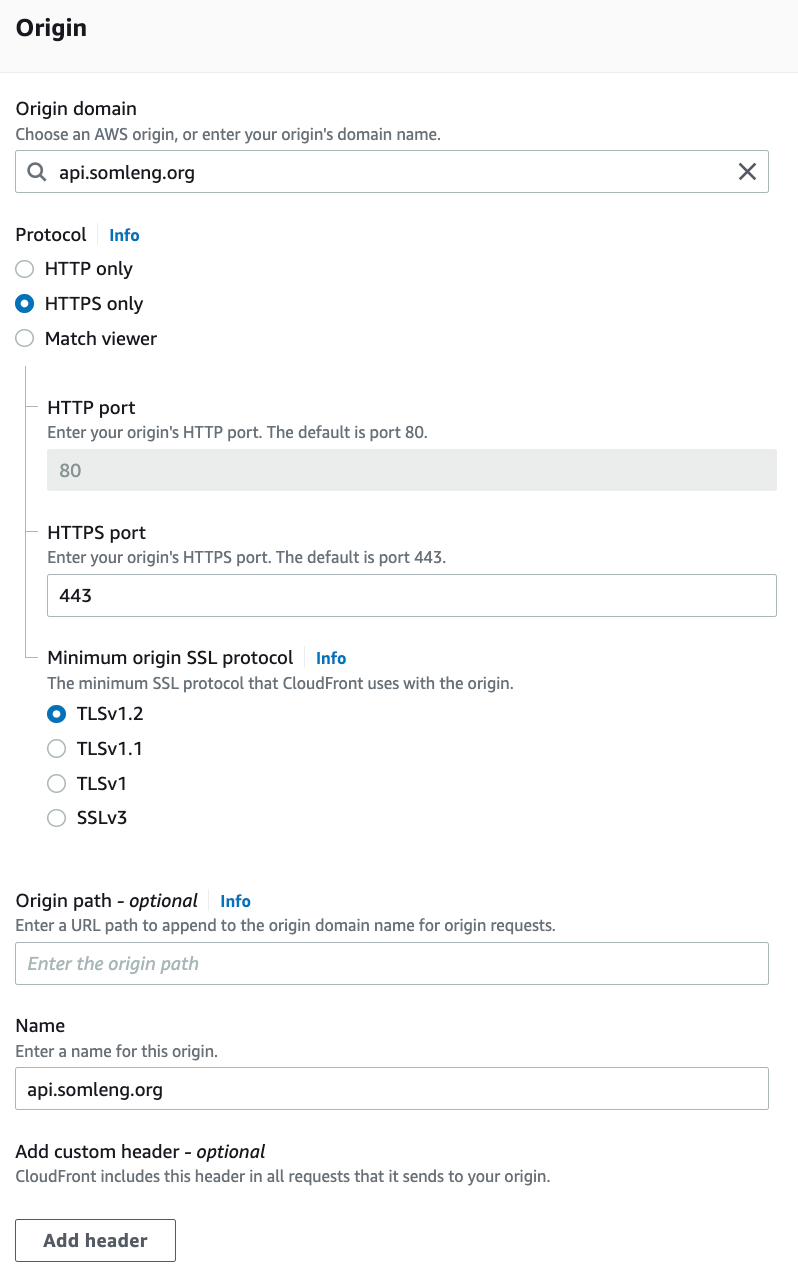 Origin
Origin domain
Choose an AWS origin, or enter your origin's domain name.
api.somleng.org
Protocol Info
HTTP only
HTTPS only
Match viewer
HTTP port
Enter your origin's HTTP port. The default is port 80.
80
HTTPS port
Enter your origin's HTTPS port. The default is port 443.
443
Minimum origin SSL protocol Info
The minimum SSL protocol that CloudFront uses with the origin.
TLSv1.2
TLSv1.1
TLSv1
SSLv3
Origin path - optional Info
Enter a URL path to append to the origin domain name for origin requests.
Enter the origin path
Name
Enter a name for this origin.
api.somleng.org
Add custom header - optional
CloudFront includes this header in all requests that it sends to your origin.
Add header